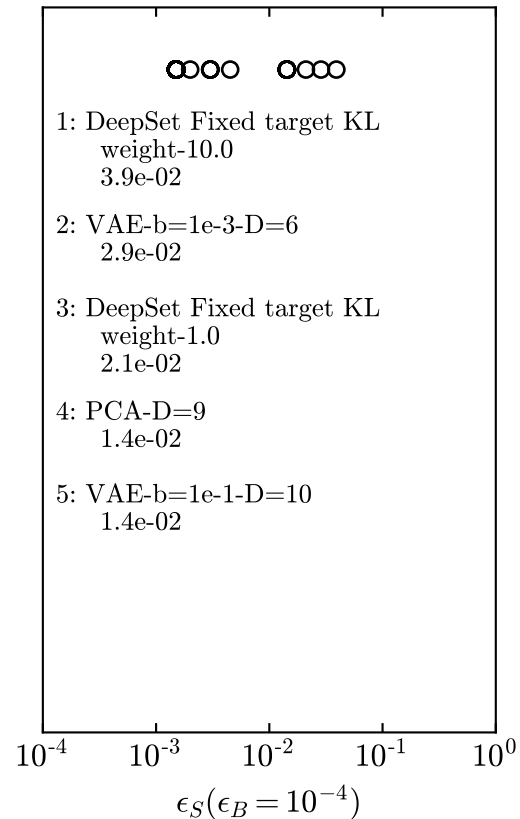 1: DeepSet Fixed target KL
weight-10.0
3.9e-02
2: VAE-b=1e-3-D=6
2.9e-02
3: DeepSet Fixed target KL
weight-1.0
2.1e-02
4: PCA-D=9
1.4e-02
5: VAE-b=1e-1-D=10
1.4e-02
10⁻⁴ 10⁻³ 10⁻² 10⁻¹ 10⁰
ϵ_S(ϵ_B = 10⁻⁴)